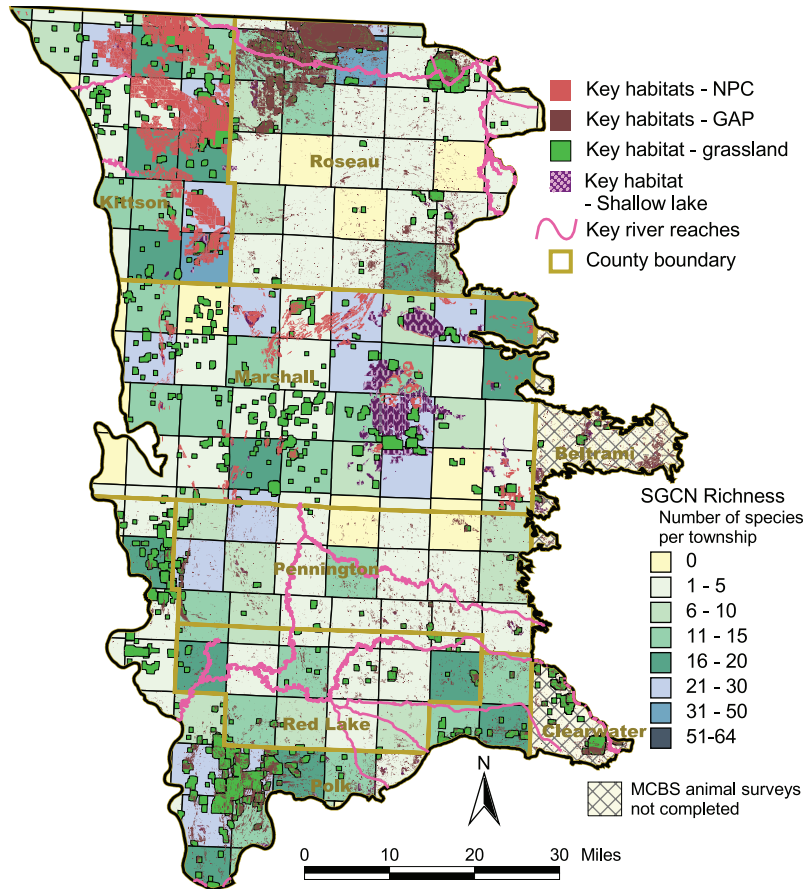 Key habitats - NPC
Key habitats - GAP
Key habitat - grassland
Key habitat
- Shallow lake
Key river reaches
County boundary
Roseau
Kittson
Marshall
Beltrami
Pennington
Red Lake
Clearwater
Polk
SGCN Richness
Number of species
per township
0
1 - 5
6 - 10
11 - 15
16 - 20
21 - 30
31 - 50
51-64
MCBS animal surveys
not completed
N
0 10 20 30 Miles